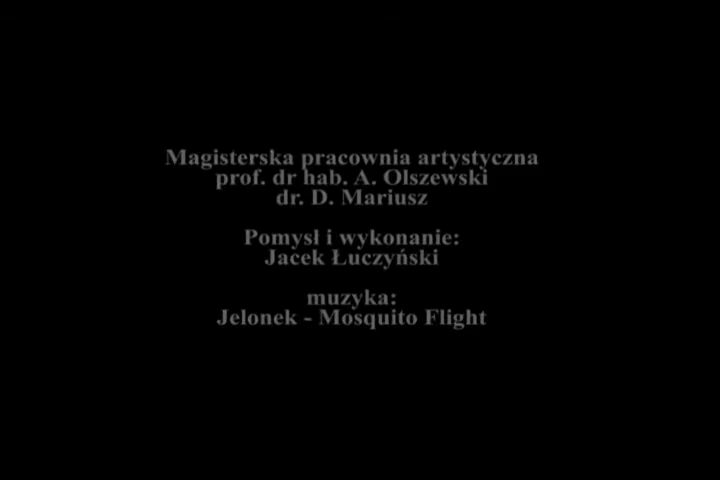 Magisterska pracownia artystyczna
prof. dr hab. A. Olszewski
dr. D. Mariusz
Pomysł i wykonanie:
Jacek Łuczyński
muzyka:
Jelonek - Mosquito Flight